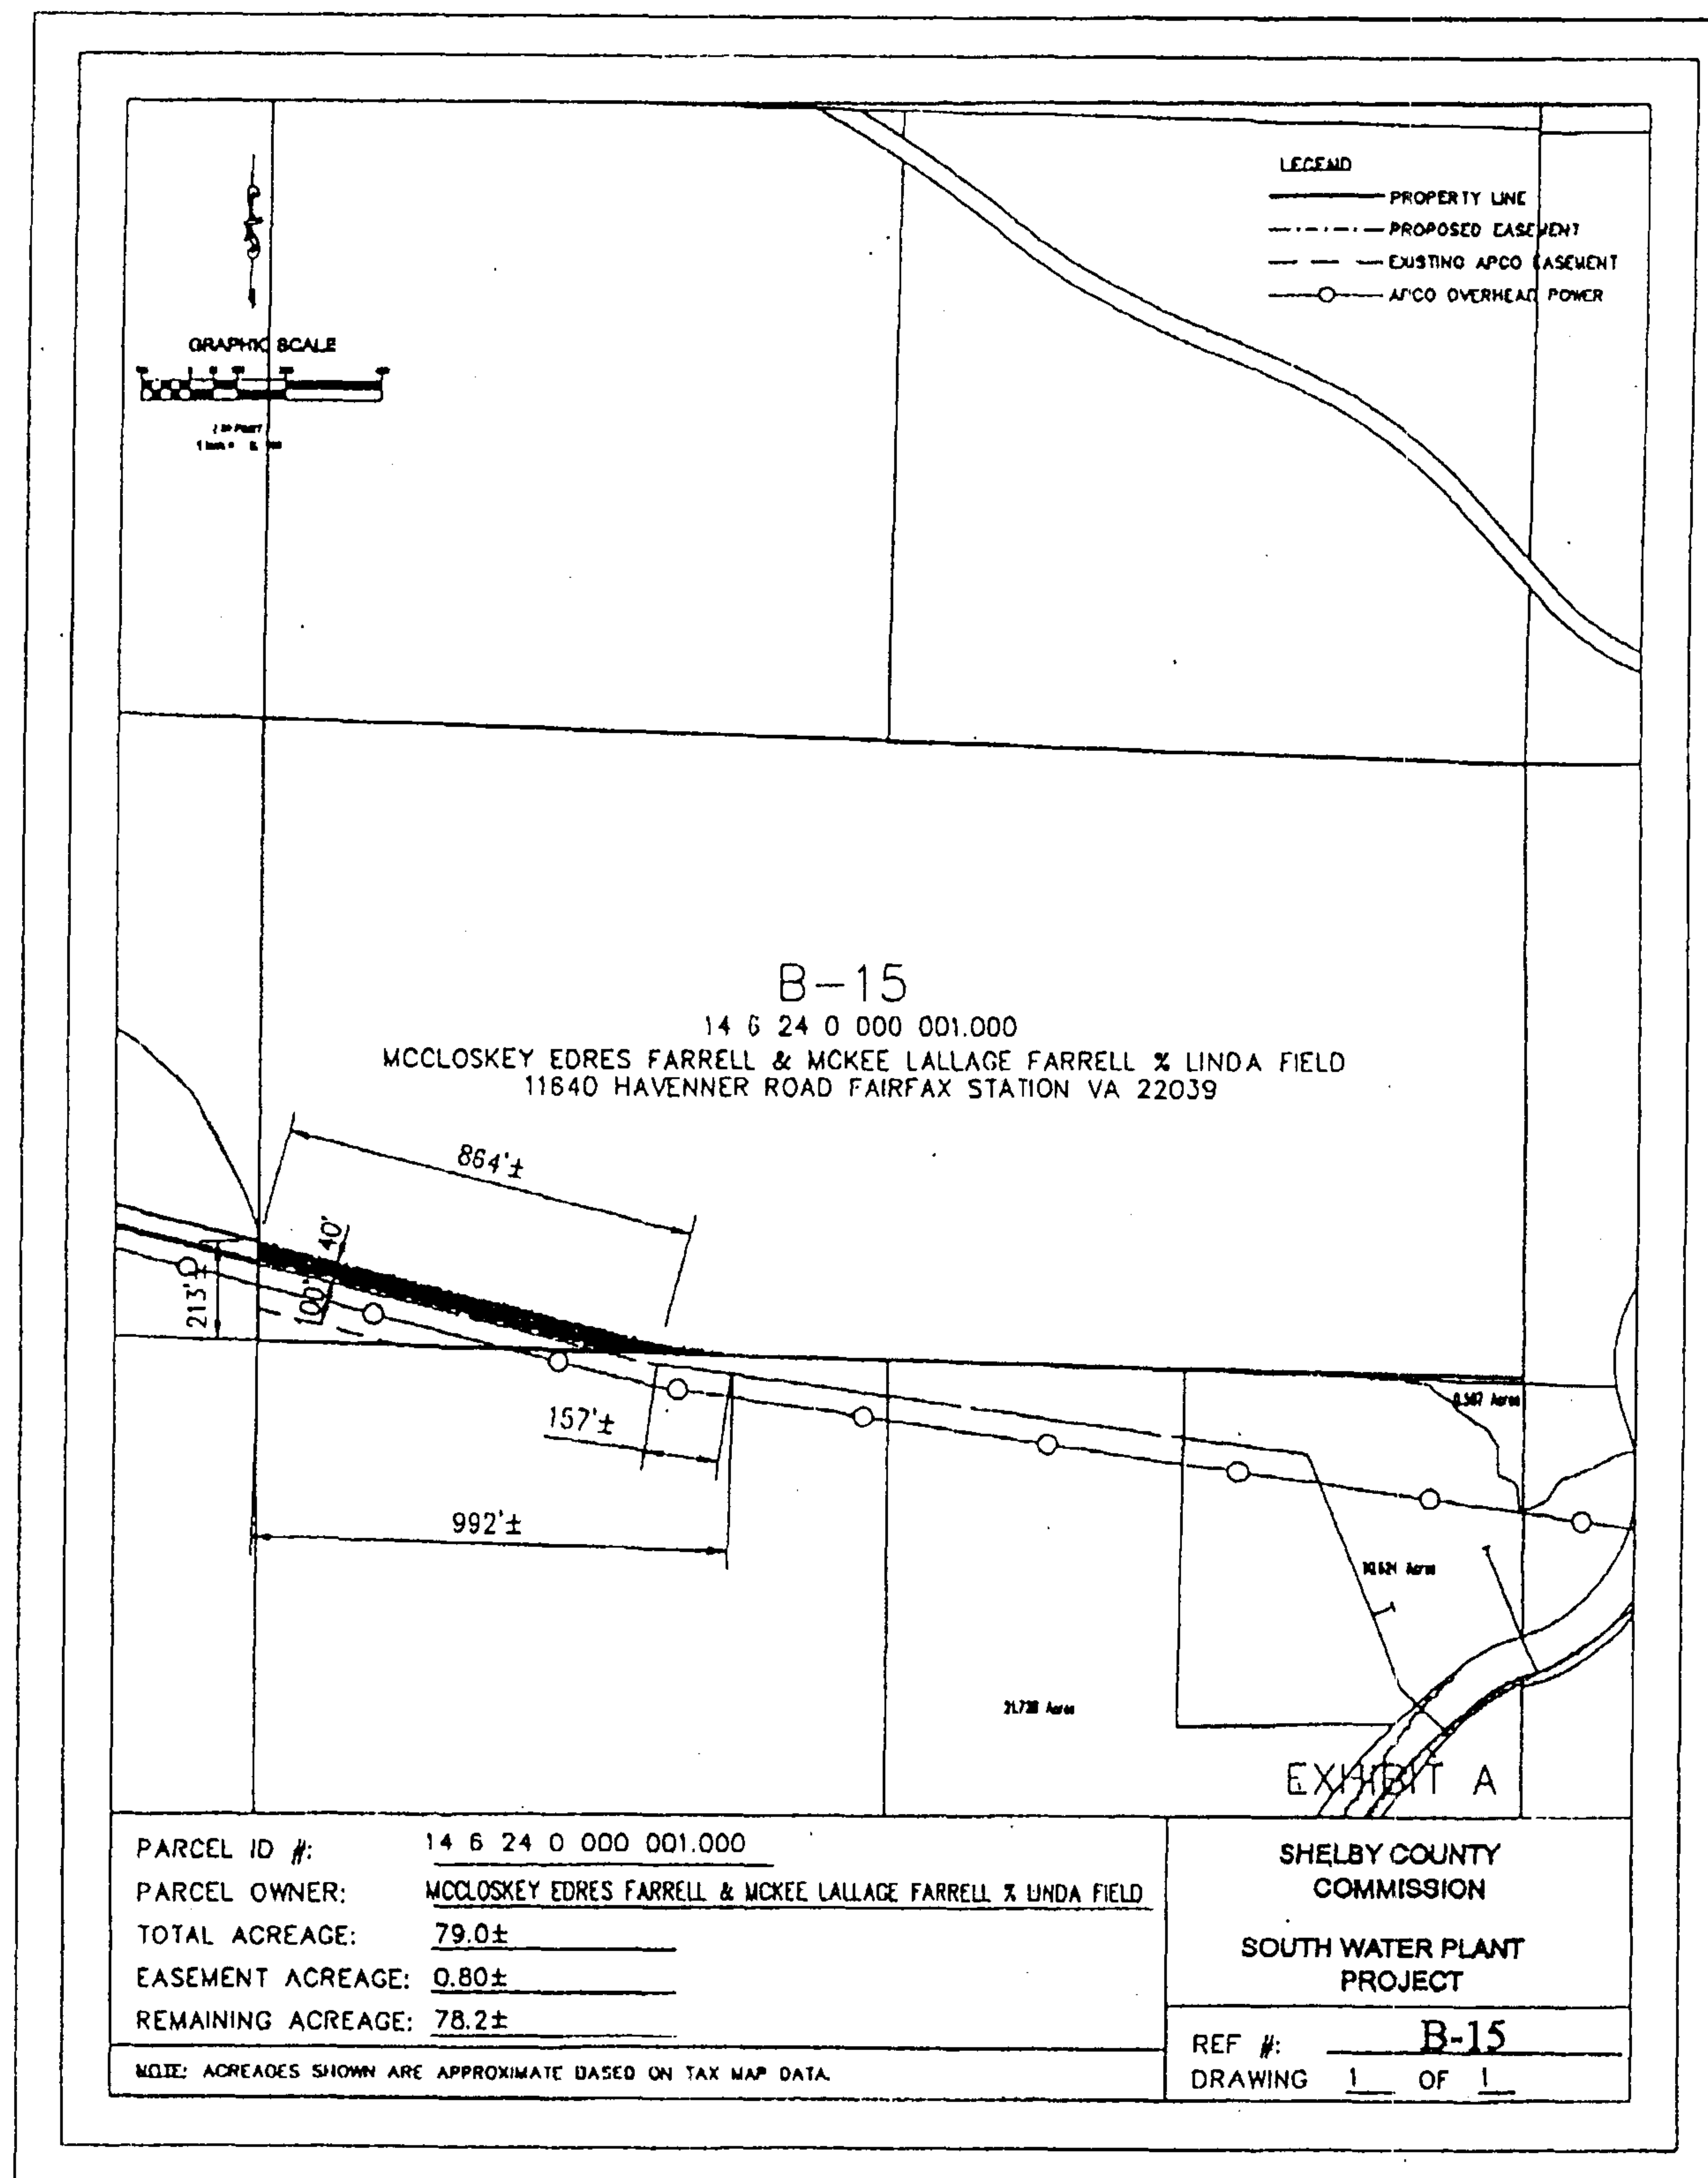 LEGEND
PROPERTY LINE
PROPOSED EASEMENT
EXISTING APCO EASEMENT
APCO OVERHEAD POWER
GRAPHIC SCALE
B-15
14 6 24 0 000 001.000
MCCLOSKEY EDRES FARRELL & MCKEE LALLAGE FARRELL % LINDA FIELD
11640 HAVENNER ROAD FAIRFAX STATION VA 22039
864'±
40'
100'
213'±
157'±
992'±
Acres
Acres
Acres
EXHIBIT A
PARCEL ID #: 14 6 24 0 000 001.000
PARCEL OWNER: MCCLOSKEY EDRES FARRELL & MCKEE LALLAGE FARRELL % LINDA FIELD
TOTAL ACREAGE: 79.0±
EASEMENT ACREAGE: 0.80±
REMAINING ACREAGE: 78.2±
NOTE: ACREAGES SHOWN ARE APPROXIMATE BASED ON TAX MAP DATA.
SHELBY COUNTY
COMMISSION
SOUTH WATER PLANT
PROJECT
REF #: B-15
DRAWING 1 OF 1